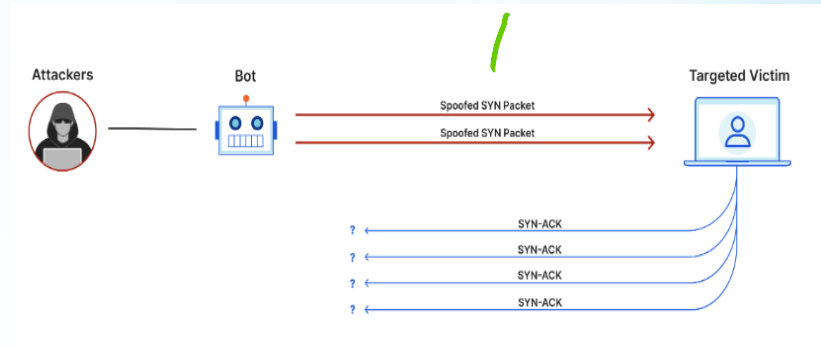 Attackers
Bot
Targeted Victim
Spoofed SYN Packet
Spoofed SYN Packet
? SYN-ACK
? SYN-ACK
? SYN-ACK
? SYN-ACK